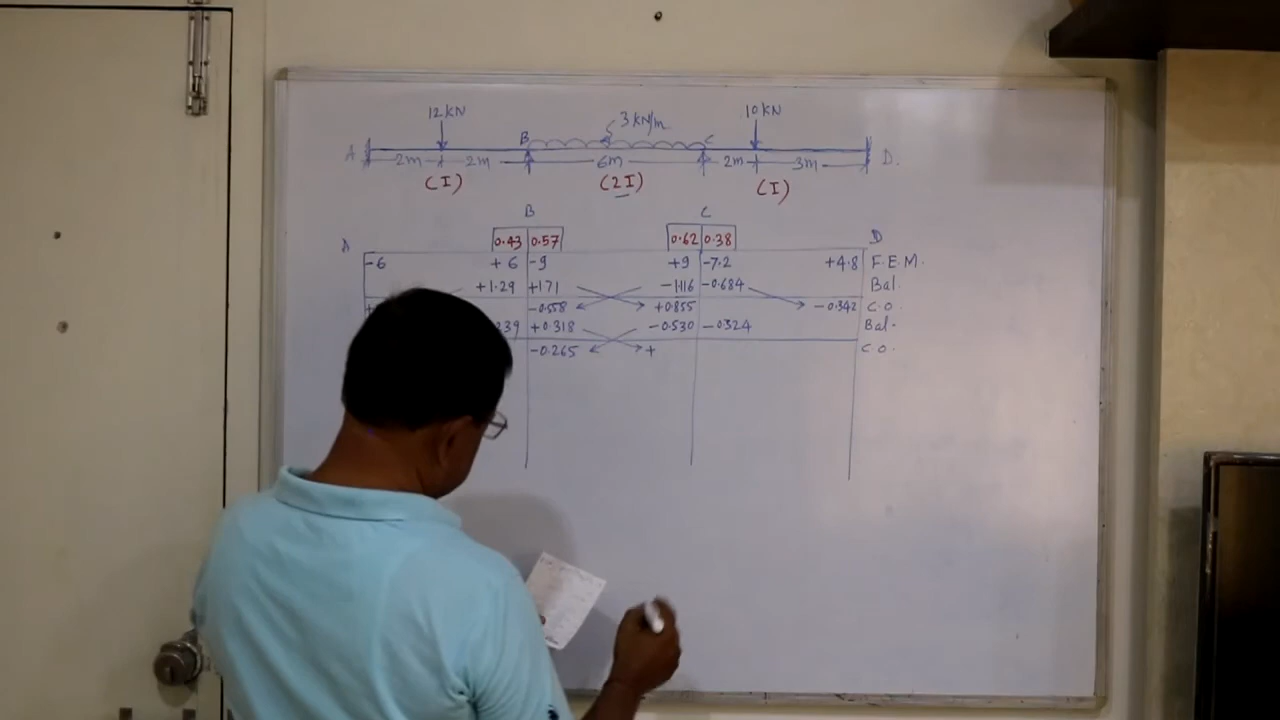 12 kN 3 kN/m 10 kN
A B C D.
2m 2m 6m 2m 3m
(I) (2I) (I)
B C
A 0.43 0.57 0.62 0.38 D
-6 +6 -9 +9 -7.2 +4.8 F.E.M.
+1.29 +1.71 -1.116 -0.684 Bal.
-0.558 +0.855 -0.342 C.O.
239 +0.318 -0.530 -0.324 Bal.
-0.265 + C.O.